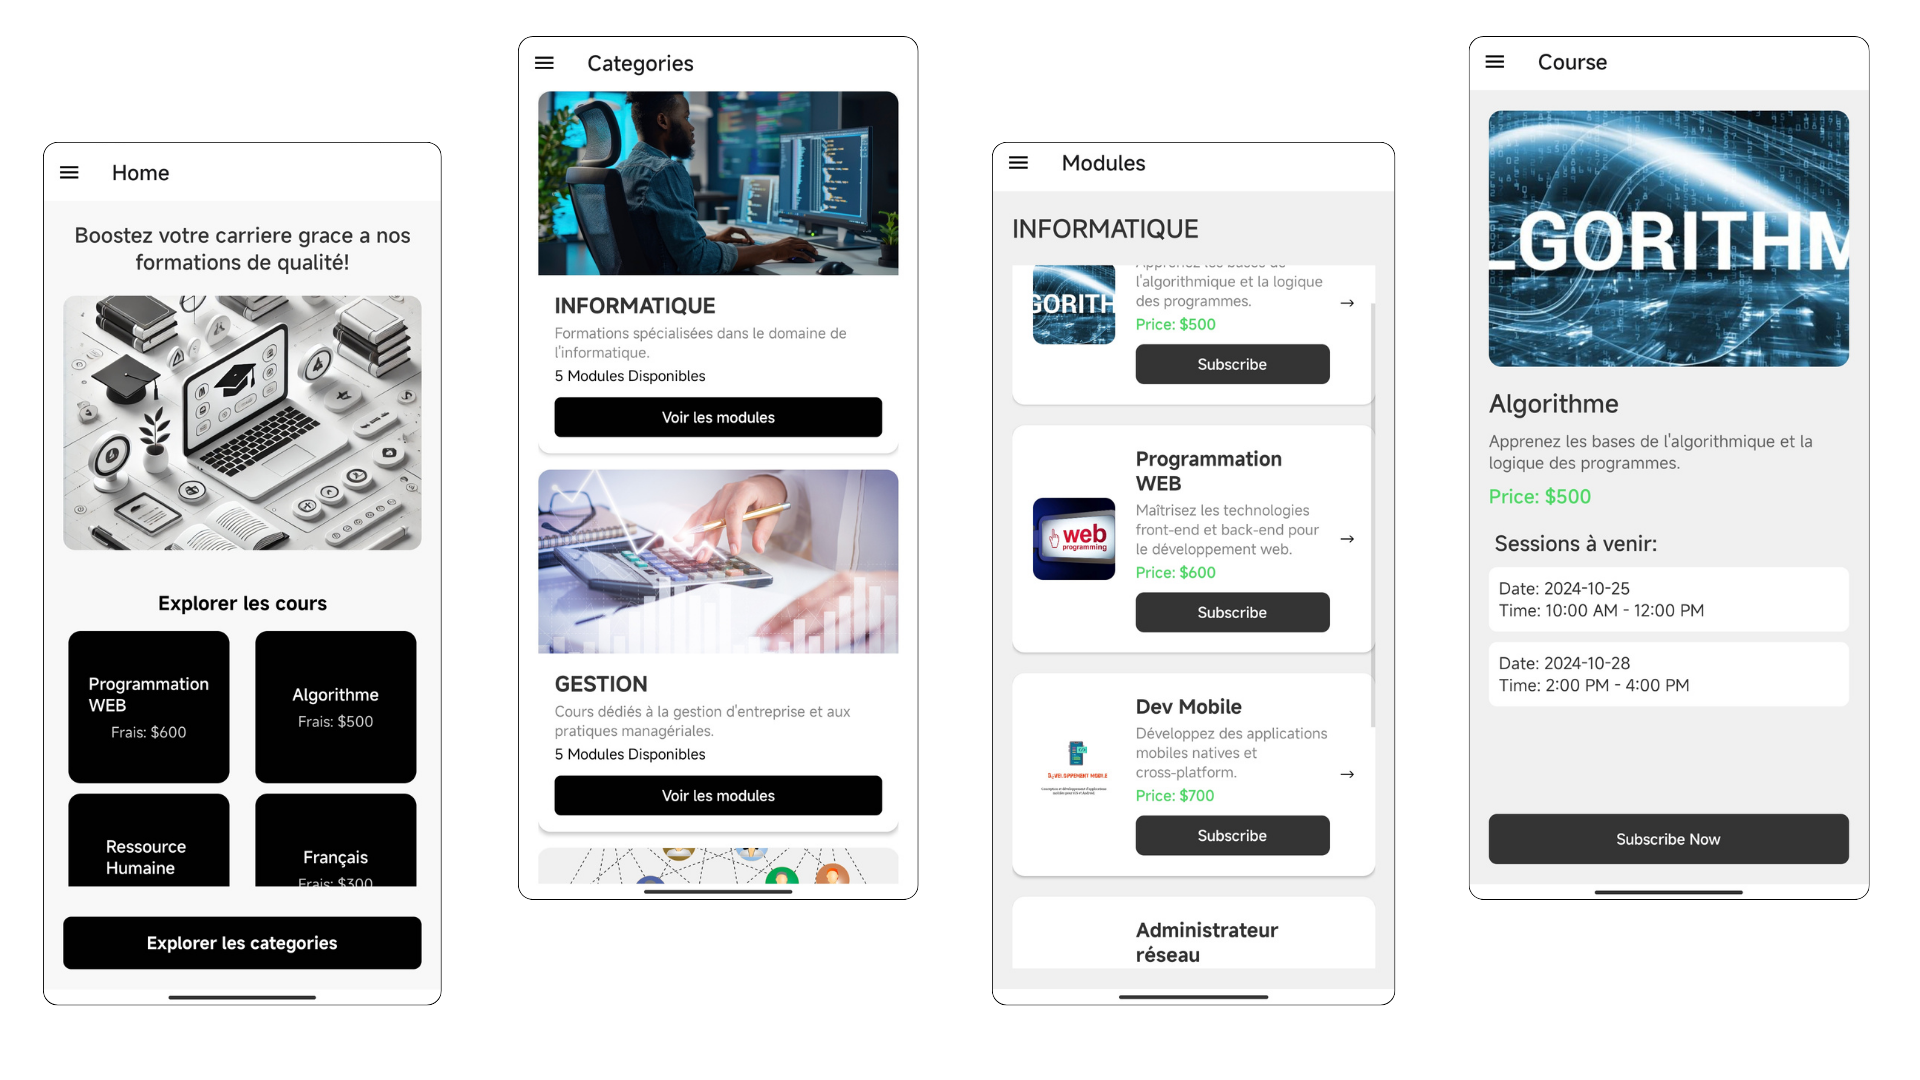 Home
Boostez votre carriere grace a nos
formations de qualité!
Explorer les cours
Programmation
WEB
Frais: $600
Algorithme
Frais: $500
Ressource
Humaine
Français
Frais: $300
Explorer les categories
Categories
INFORMATIQUE
Formations spécialisées dans le domaine de
l'informatique.
5 Modules Disponibles
Voir les modules
GESTION
Cours dédiés à la gestion d'entreprise et aux
pratiques managériales.
5 Modules Disponibles
Voir les modules
Modules
INFORMATIQUE
GORITH
Apprenez les bases de
l'algorithmique et la logique
des programmes.
Price: $500
Subscribe
web
programming
Programmation
WEB
Maîtrisez les technologies
front-end et back-end pour
le développement web.
Price: $600
Subscribe
DÉVELOPPEMENT MOBILE
Dev Mobile
Développez des applications
mobiles natives et
cross-platform.
Price: $700
Subscribe
Administrateur
réseau
Course
LGORITHM
Algorithme
Apprenez les bases de l'algorithmique et la
logique des programmes.
Price: $500
Sessions à venir:
Date: 2024-10-25
Time: 10:00 AM - 12:00 PM
Date: 2024-10-28
Time: 2:00 PM - 4:00 PM
Subscribe Now